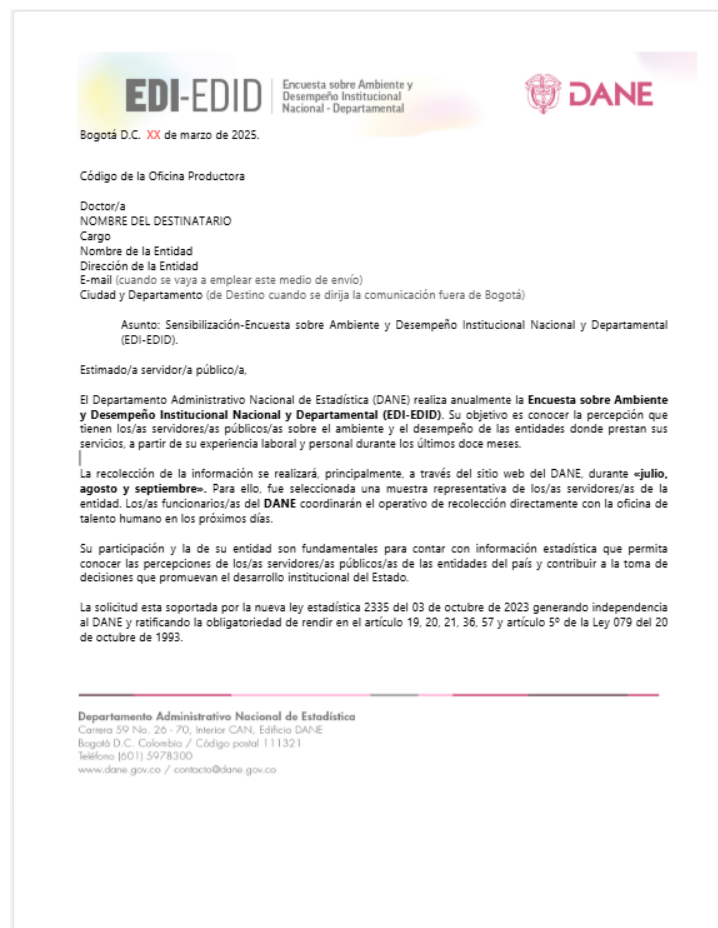 EDI-EDID
Encuesta sobre Ambiente y
Desempeño Institucional
Nacional - Departamental
DANE
Bogotá D.C. XX de marzo de 2025.
Código de la Oficina Productora
Doctor/a
NOMBRE DEL DESTINATARIO
Cargo
Nombre de la Entidad
Dirección de la Entidad
E-mail (cuando se vaya a emplear este medio de envío)
Ciudad y Departamento (de Destino cuando se dirija la comunicación fuera de Bogotá)
Asunto: Sensibilización-Encuesta sobre Ambiente y Desempeño Institucional Nacional y Departamental
(EDI-EDID).
Estimado/a servidor/a público/a,
El Departamento Administrativo Nacional de Estadística (DANE) realiza anualmente la Encuesta sobre Ambiente
y Desempeño Institucional Nacional y Departamental (EDI-EDID). Su objetivo es conocer la percepción que
tienen los/as servidores/as públicos/as sobre el ambiente y el desempeño de las entidades donde prestan sus
servicios, a partir de su experiencia laboral y personal durante los últimos doce meses.
La recolección de la información se realizará, principalmente, a través del sitio web del DANE, durante «julio,
agosto y septiembre». Para ello, fue seleccionada una muestra representativa de los/as servidores/as de la
entidad. Los/as funcionarios/as del DANE coordinarán el operativo de recolección directamente con la oficina de
talento humano en los próximos días.
Su participación y la de su entidad son fundamentales para contar con información estadística que permita
conocer las percepciones de los/as servidores/as públicos/as de las entidades del país y contribuir a la toma de
decisiones que promuevan el desarrollo institucional del Estado.
La solicitud esta soportada por la nueva ley estadística 2335 del 03 de octubre de 2023 generando independencia
al DANE y ratificando la obligatoriedad de rendir en el artículo 19, 20, 21, 36, 57 y artículo 5º de la Ley 079 del 20
de octubre de 1993.
Departamento Administrativo Nacional de Estadística
Carrera 59 No. 26 - 70, Interior CAN, Edificio DANE
Bogotá D.C. Colombia / Código postal 111321
Teléfono (601) 5978300
www.dane.gov.co / contacto@dane.gov.co